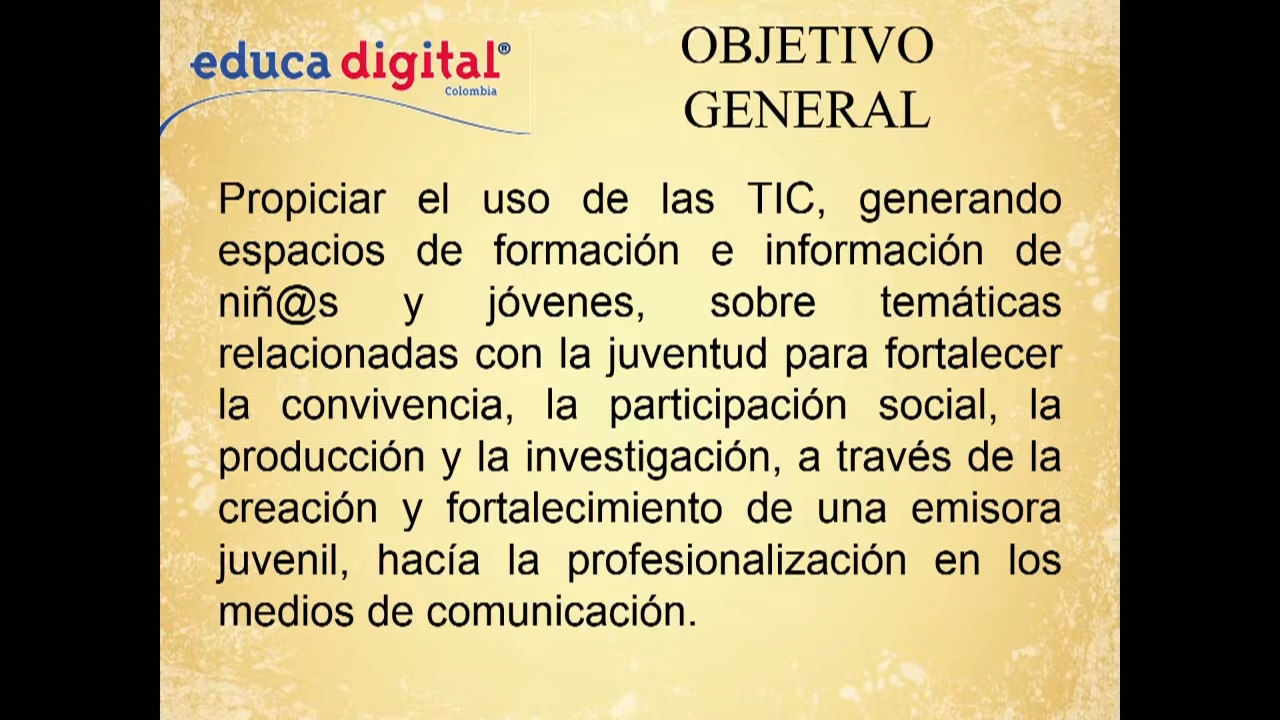 educa digital®
Colombia
OBJETIVO
GENERAL
Propiciar el uso de las TIC, generando
espacios de formación e información de
niñ@s y jóvenes, sobre temáticas
relacionadas con la juventud para fortalecer
la convivencia, la participación social, la
producción y la investigación, a través de la
creación y fortalecimiento de una emisora
juvenil, hacía la profesionalización en los
medios de comunicación.